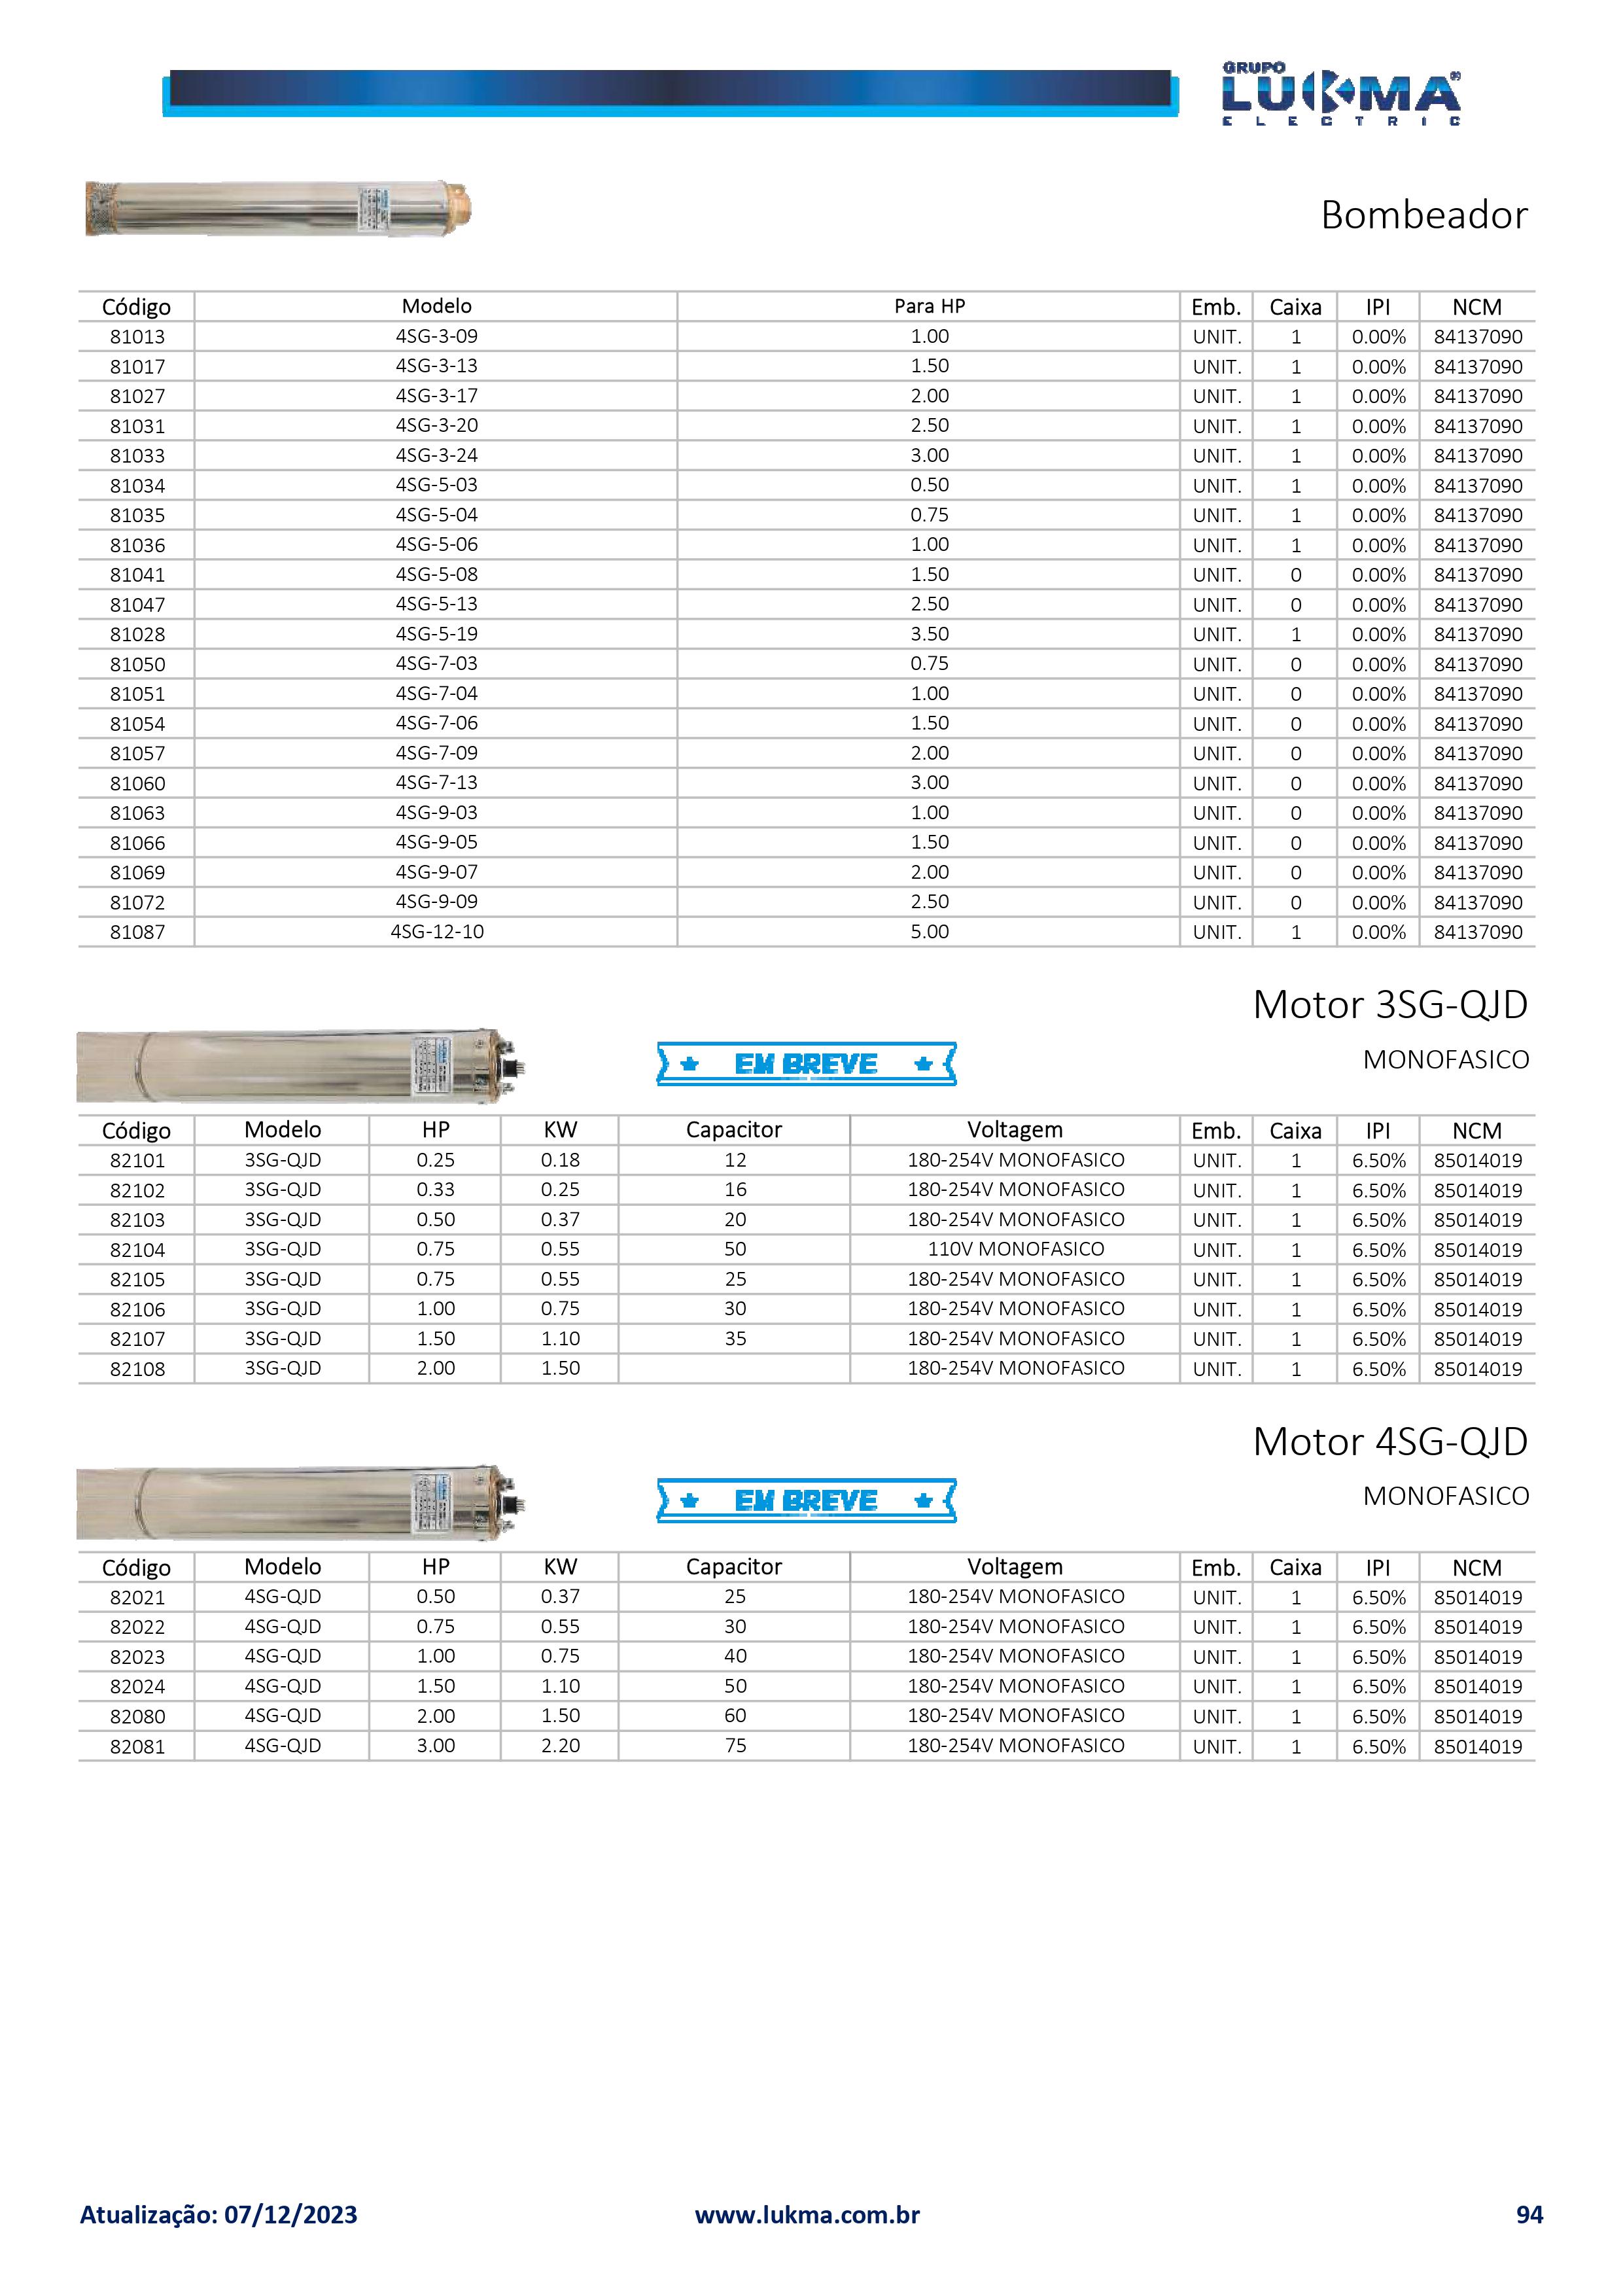 GRUPO
LUKMA®
ELECTRIC
Bombeador
Código Modelo Para HP Emb. Caixa IPI NCM
81013 4SG-3-09 1.00 UNIT. 1 0.00% 84137090
81017 4SG-3-13 1.50 UNIT. 1 0.00% 84137090
81027 4SG-3-17 2.00 UNIT. 1 0.00% 84137090
81031 4SG-3-20 2.50 UNIT. 1 0.00% 84137090
81033 4SG-3-24 3.00 UNIT. 1 0.00% 84137090
81034 4SG-5-03 0.50 UNIT. 1 0.00% 84137090
81035 4SG-5-04 0.75 UNIT. 1 0.00% 84137090
81036 4SG-5-06 1.00 UNIT. 1 0.00% 84137090
81041 4SG-5-08 1.50 UNIT. 0 0.00% 84137090
81047 4SG-5-13 2.50 UNIT. 0 0.00% 84137090
81028 4SG-5-19 3.50 UNIT. 1 0.00% 84137090
81050 4SG-7-03 0.75 UNIT. 0 0.00% 84137090
81051 4SG-7-04 1.00 UNIT. 0 0.00% 84137090
81054 4SG-7-06 1.50 UNIT. 0 0.00% 84137090
81057 4SG-7-09 2.00 UNIT. 0 0.00% 84137090
81060 4SG-7-13 3.00 UNIT. 0 0.00% 84137090
81063 4SG-9-03 1.00 UNIT. 0 0.00% 84137090
81066 4SG-9-05 1.50 UNIT. 0 0.00% 84137090
81069 4SG-9-07 2.00 UNIT. 0 0.00% 84137090
81072 4SG-9-09 2.50 UNIT. 0 0.00% 84137090
81087 4SG-12-10 5.00 UNIT. 1 0.00% 84137090
Motor 3SG-QJD
EM BREVE
MONOFASICO
Código Modelo HP KW Capacitor Voltagem Emb. Caixa IPI NCM
82101 3SG-QJD 0.25 0.18 12 180-254V MONOFASICO UNIT. 1 6.50% 85014019
82102 3SG-QJD 0.33 0.25 16 180-254V MONOFASICO UNIT. 1 6.50% 85014019
82103 3SG-QJD 0.50 0.37 20 180-254V MONOFASICO UNIT. 1 6.50% 85014019
82104 3SG-QJD 0.75 0.55 50 110V MONOFASICO UNIT. 1 6.50% 85014019
82105 3SG-QJD 0.75 0.55 25 180-254V MONOFASICO UNIT. 1 6.50% 85014019
82106 3SG-QJD 1.00 0.75 30 180-254V MONOFASICO UNIT. 1 6.50% 85014019
82107 3SG-QJD 1.50 1.10 35 180-254V MONOFASICO UNIT. 1 6.50% 85014019
82108 3SG-QJD 2.00 1.50 180-254V MONOFASICO UNIT. 1 6.50% 85014019
Motor 4SG-QJD
EM BREVE
MONOFASICO
Código Modelo HP KW Capacitor Voltagem Emb. Caixa IPI NCM
82021 4SG-QJD 0.50 0.37 25 180-254V MONOFASICO UNIT. 1 6.50% 85014019
82022 4SG-QJD 0.75 0.55 30 180-254V MONOFASICO UNIT. 1 6.50% 85014019
82023 4SG-QJD 1.00 0.75 40 180-254V MONOFASICO UNIT. 1 6.50% 85014019
82024 4SG-QJD 1.50 1.10 50 180-254V MONOFASICO UNIT. 1 6.50% 85014019
82080 4SG-QJD 2.00 1.50 60 180-254V MONOFASICO UNIT. 1 6.50% 85014019
82081 4SG-QJD 3.00 2.20 75 180-254V MONOFASICO UNIT. 1 6.50% 85014019
Atualização: 07/12/2023 www.lukma.com.br 94